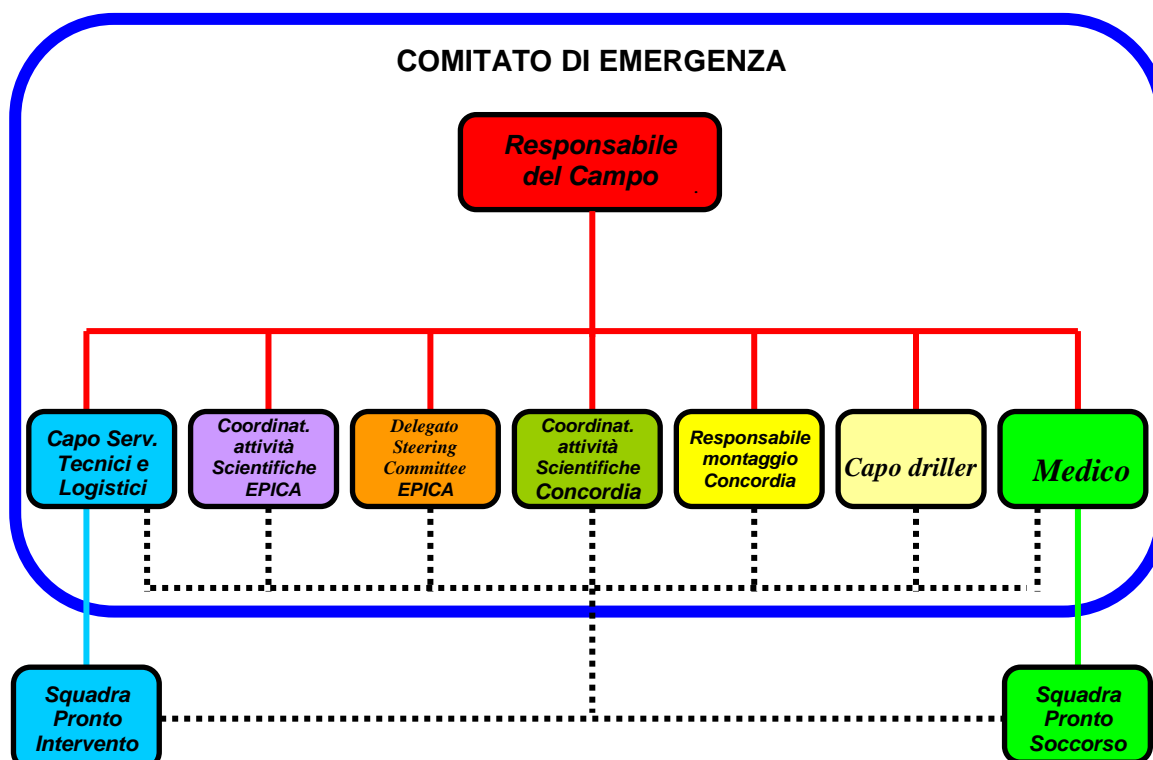 COMITATO DI EMERGENZA
Responsabile
del Campo .
Capo Serv.
Tecnici e
Logistici
Coordinat.
attività
Scientifiche
EPICA
Delegato
Steering
Committee
EPICA
Coordinat.
attività
Scientifiche
Concordia
Responsabile
montaggio
Concordia
Capo driller
Medico
Squadra
Pronto
Intervento
Squadra
Pronto
Soccorso